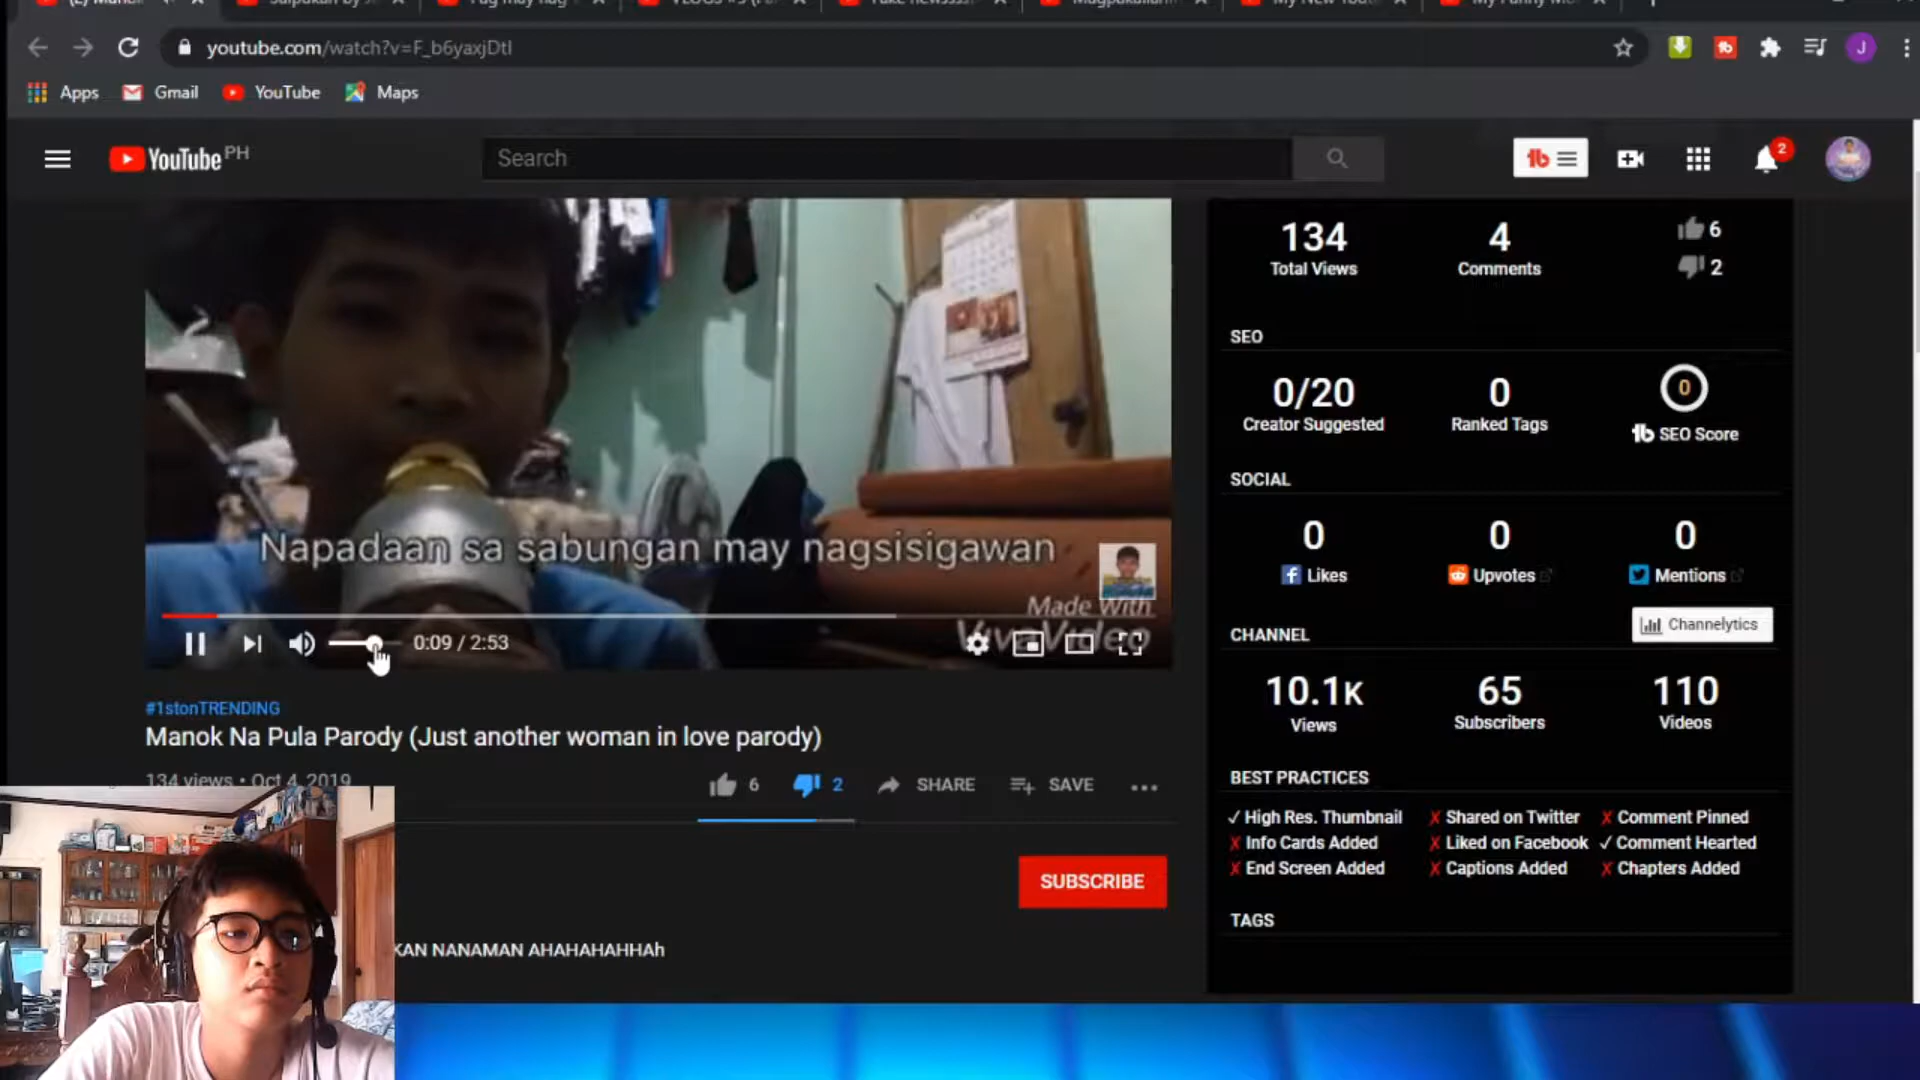 youtube.com/watch?v=F_b6yaxjDtI
J
Apps Gmail YouTube Maps
YouTube PH
Search
2
Napadaan sa sabungan may nagsisigawan
Made With
VivaVideo
0:09 / 2:53
#1stonTRENDING
Manok Na Pula Parody (Just another woman in love parody)
134 views • Oct 4, 2019
6 2 SHARE SAVE
SUBSCRIBE
KAN NANAMAN AHAHAHAHHAh
134 4 6
Total Views Comments 2
SEO
0/20 0 0
Creator Suggested Ranked Tags SEO Score
SOCIAL
0 0 0
Likes Upvotes Mentions
CHANNEL Channelytics
10.1K 65 110
Views Subscribers Videos
BEST PRACTICES
✓ High Res. Thumbnail ✗ Shared on Twitter ✗ Comment Pinned
✗ Info Cards Added ✗ Liked on Facebook ✓ Comment Hearted
✗ End Screen Added ✗ Captions Added ✗ Chapters Added
TAGS